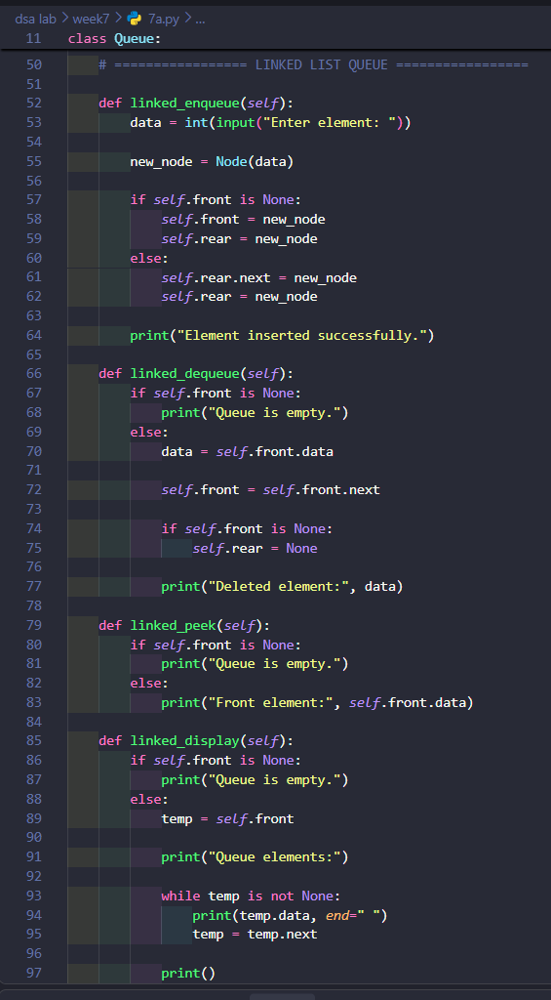 dsa lab > week7 > 7a.py > ...
11 class Queue:
50     # ================= LINKED LIST QUEUE =================
51
52     def linked_enqueue(self):
53         data = int(input("Enter element: "))
54
55         new_node = Node(data)
56
57         if self.front is None:
58             self.front = new_node
59             self.rear = new_node
60         else:
61             self.rear.next = new_node
62             self.rear = new_node
63
64         print("Element inserted successfully.")
65
66     def linked_dequeue(self):
67         if self.front is None:
68             print("Queue is empty.")
69         else:
70             data = self.front.data
71
72             self.front = self.front.next
73
74             if self.front is None:
75                 self.rear = None
76
77             print("Deleted element:", data)
78
79     def linked_peek(self):
80         if self.front is None:
81             print("Queue is empty.")
82         else:
83             print("Front element:", self.front.data)
84
85     def linked_display(self):
86         if self.front is None:
87             print("Queue is empty.")
88         else:
89             temp = self.front
90
91             print("Queue elements:")
92
93             while temp is not None:
94                 print(temp.data, end=" ")
95                 temp = temp.next
96
97             print()